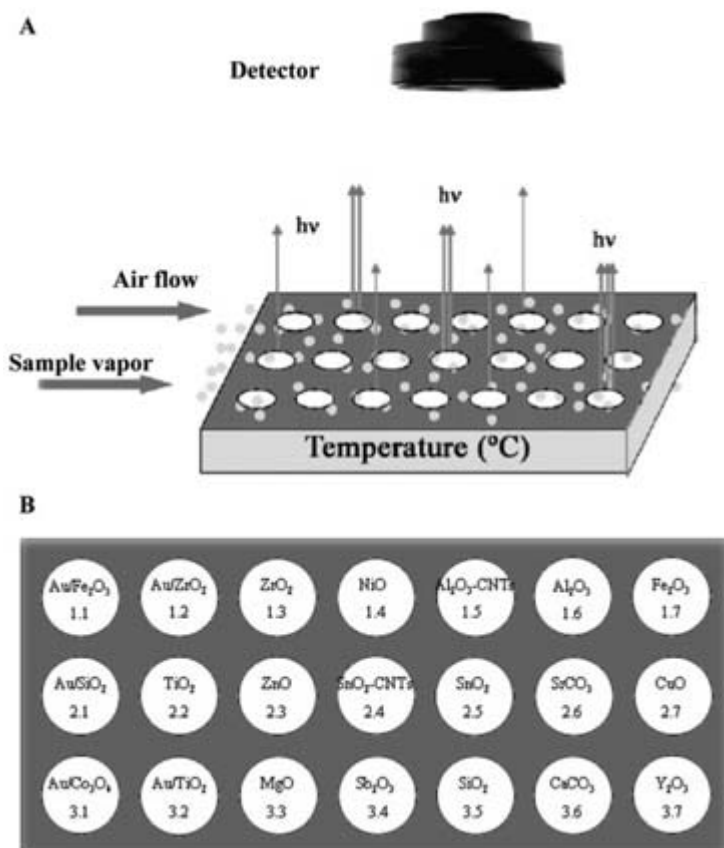 A
Detector
hν
hν
hν
Air flow
Sample vapor
Temperature (°C)
B
Au/Fe₂O₃ Au/ZrO₂ ZrO₂ NiO Al₂O₃-CNTs Al₂O₃ Fe₂O₃
1.1 1.2 1.3 1.4 1.5 1.6 1.7
Au/SiO₂ TiO₂ ZnO SnO₂-CNTs SnO₂ SrCO₃ CuO
2.1 2.2 2.3 2.4 2.5 2.6 2.7
Au/Co₃O₄ Au/TiO₂ MgO Sb₂O₃ SiO₂ CaCO₃ Y₂O₃
3.1 3.2 3.3 3.4 3.5 3.6 3.7